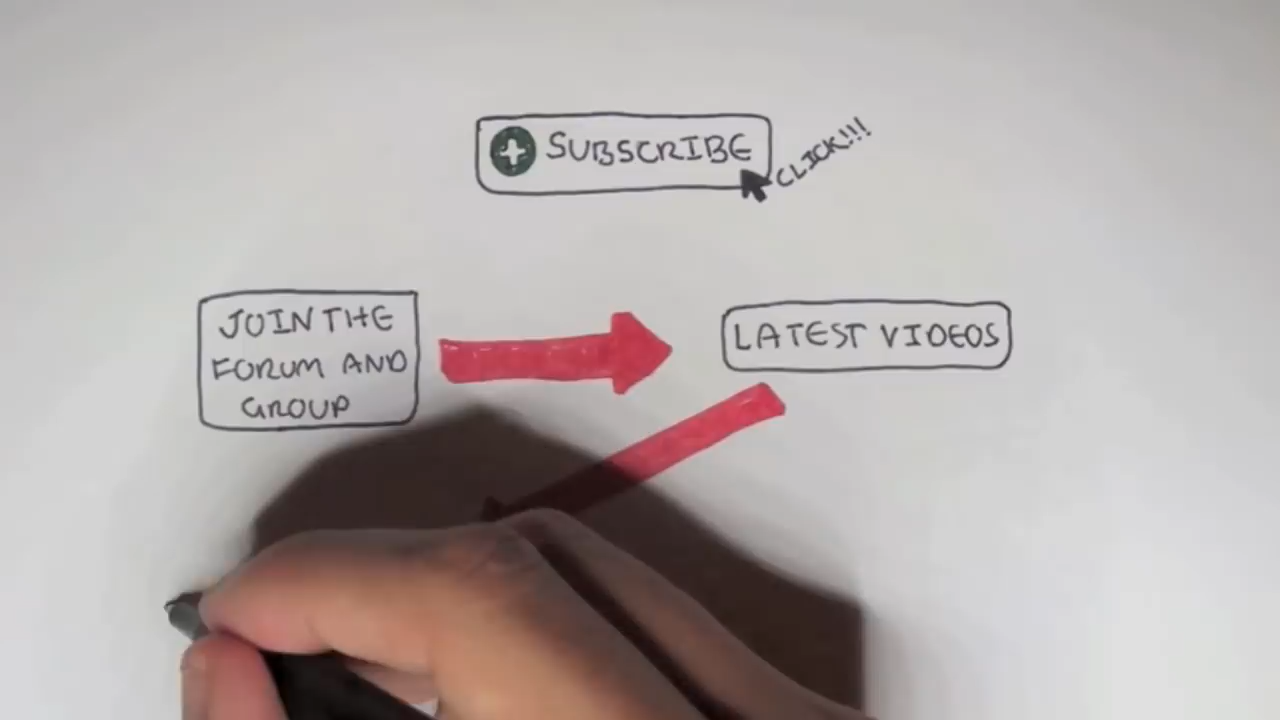 SUBSCRIBE
CLICK!!!
JOIN THE
FORUM AND
GROUP
LATEST VIDEOS